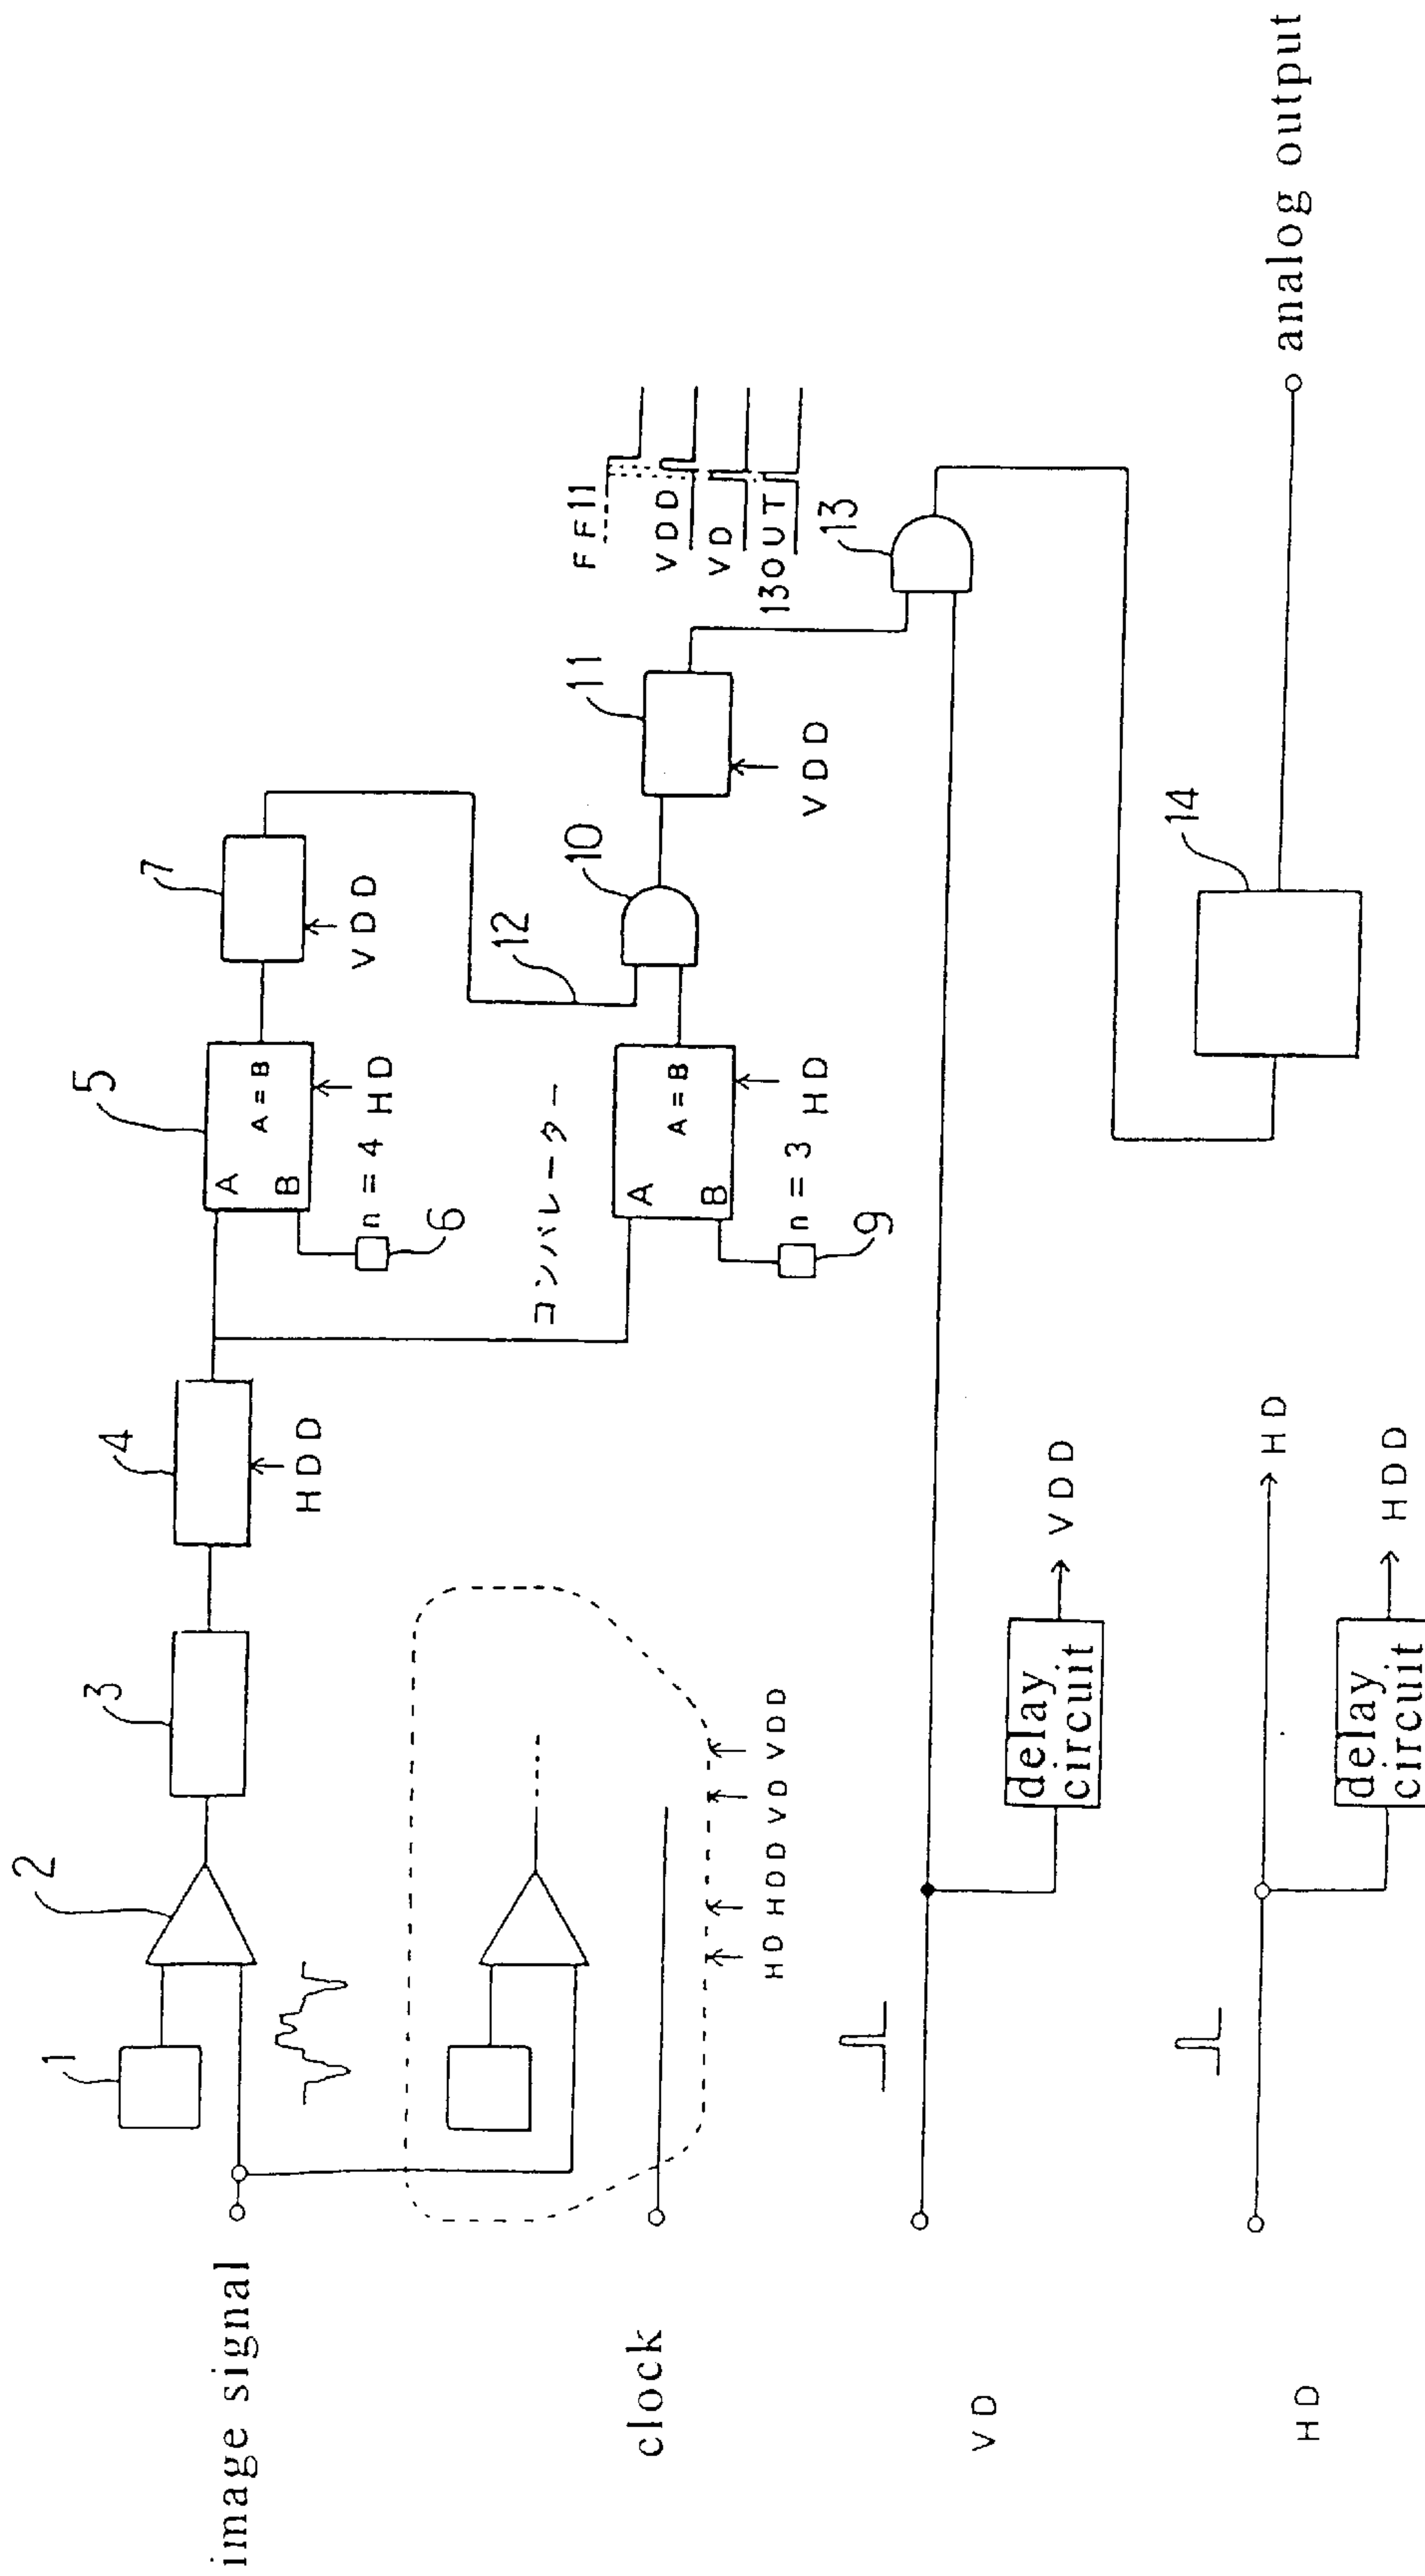 image signal
1
2
3
4
HDD
5
A
A = B
B
n = 4
HD
6
7
VDD
コンパレーター
A
A = B
B
n = 3
HD
9
10
12
11
VDD
FF11
VDD
VD
13OUT
13
HD HDD VD VDD
clock
VD
delay
circuit
VDD
HD
HD
delay
circuit
HDD
14
analog output